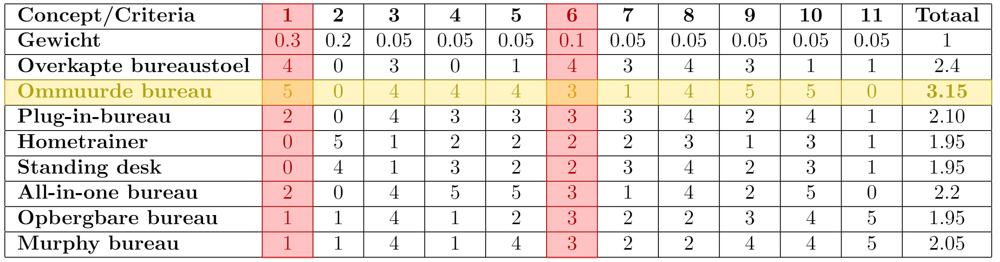 Concept/Criteria 1 2 3 4 5 6 7 8 9 10 11 Totaal
Gewicht 0.3 0.2 0.05 0.05 0.05 0.1 0.05 0.05 0.05 0.05 0.05 1
Overkapte bureaustoel 4 0 3 0 1 4 3 4 3 1 1 2.4
Ommuurde bureau 5 0 4 4 4 3 1 4 5 5 0 3.15
Plug-in-bureau 2 0 4 3 3 3 3 4 2 4 1 2.10
Hometrainer 0 5 1 2 2 2 2 3 1 3 1 1.95
Standing desk 0 4 1 3 2 2 3 4 2 3 1 1.95
All-in-one bureau 2 0 4 5 5 3 1 4 2 5 0 2.2
Opbergbare bureau 1 1 4 1 2 3 2 2 3 4 5 1.95
Murphy bureau 1 1 4 1 4 3 2 2 4 4 5 2.05